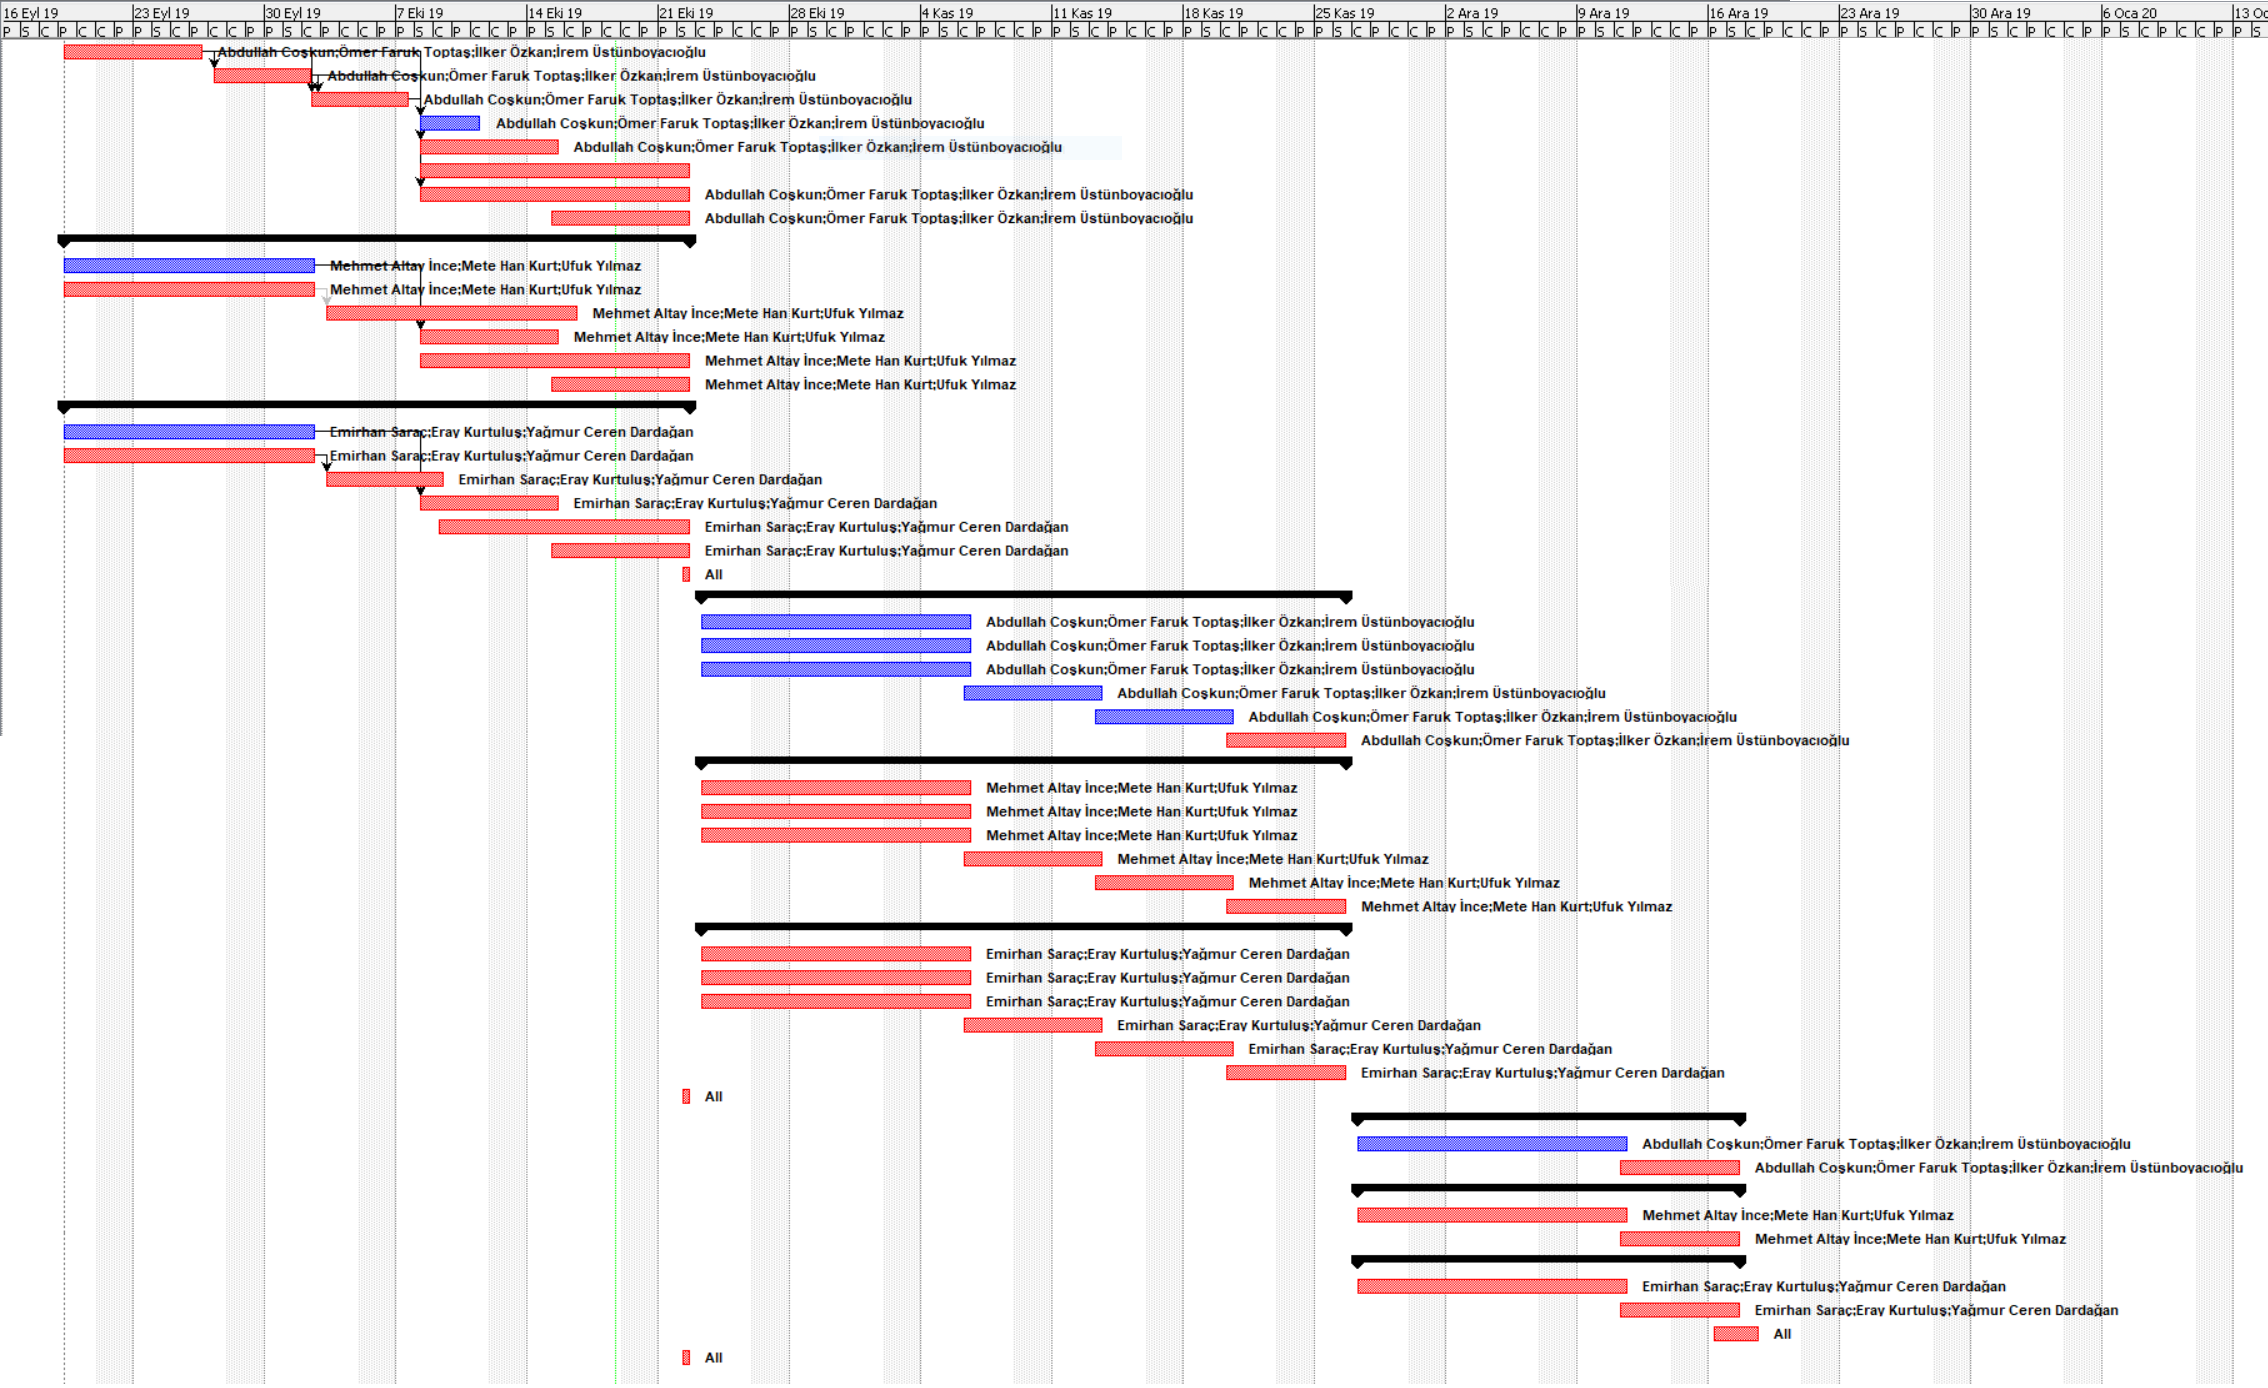 16 Eyl 19 23 Eyl 19 30 Eyl 19 7 Eki 19 14 Eki 19 21 Eki 19 28 Eki 19 4 Kas 19 11 Kas 19 18 Kas 19 25 Kas 19 2 Ara 19 9 Ara 19 16 Ara 19 23 Ara 19 30 Ara 19 6 Oca 20 13 Oc
P S C P C C P S C P C C P S C P C C P S C P C C P S C P C C P S C P C C P S C P C C P S C P C C P S C P C C P S C P C C P S C P C C P S C P C C P S C P C C P S C P C C P S C P C C P S C P C C P S C P C C P S
Abdullah Coşkun;Ömer Faruk Toptaş;İlker Özkan;İrem Üstünboyacıoğlu
Abdullah Coşkun;Ömer Faruk Toptaş;İlker Özkan;İrem Üstünboyacıoğlu
Abdullah Coşkun;Ömer Faruk Toptaş;İlker Özkan;İrem Üstünboyacıoğlu
Abdullah Coşkun;Ömer Faruk Toptaş;İlker Özkan;İrem Üstünboyacıoğlu
Abdullah Coşkun;Ömer Faruk Toptaş;İlker Özkan;İrem Üstünboyacıoğlu
Abdullah Coşkun;Ömer Faruk Toptaş;İlker Özkan;İrem Üstünboyacıoğlu
Abdullah Coşkun;Ömer Faruk Toptaş;İlker Özkan;İrem Üstünboyacıoğlu
Mehmet Altay İnce;Mete Han Kurt;Ufuk Yılmaz
Mehmet Altay İnce;Mete Han Kurt;Ufuk Yılmaz
Mehmet Altay İnce;Mete Han Kurt;Ufuk Yılmaz
Mehmet Altay İnce;Mete Han Kurt;Ufuk Yılmaz
Mehmet Altay İnce;Mete Han Kurt;Ufuk Yılmaz
Mehmet Altay İnce;Mete Han Kurt;Ufuk Yılmaz
Emirhan Saraç;Eray Kurtuluş;Yağmur Ceren Dardağan
Emirhan Saraç;Eray Kurtuluş;Yağmur Ceren Dardağan
Emirhan Saraç;Eray Kurtuluş;Yağmur Ceren Dardağan
Emirhan Saraç;Eray Kurtuluş;Yağmur Ceren Dardağan
Emirhan Saraç;Eray Kurtuluş;Yağmur Ceren Dardağan
Emirhan Saraç;Eray Kurtuluş;Yağmur Ceren Dardağan
All
Abdullah Coşkun;Ömer Faruk Toptaş;İlker Özkan;İrem Üstünboyacıoğlu
Abdullah Coşkun;Ömer Faruk Toptaş;İlker Özkan;İrem Üstünboyacıoğlu
Abdullah Coşkun;Ömer Faruk Toptaş;İlker Özkan;İrem Üstünboyacıoğlu
Abdullah Coşkun;Ömer Faruk Toptaş;İlker Özkan;İrem Üstünboyacıoğlu
Abdullah Coşkun;Ömer Faruk Toptaş;İlker Özkan;İrem Üstünboyacıoğlu
Abdullah Coşkun;Ömer Faruk Toptaş;İlker Özkan;İrem Üstünboyacıoğlu
Mehmet Altay İnce;Mete Han Kurt;Ufuk Yılmaz
Mehmet Altay İnce;Mete Han Kurt;Ufuk Yılmaz
Mehmet Altay İnce;Mete Han Kurt;Ufuk Yılmaz
Mehmet Altay İnce;Mete Han Kurt;Ufuk Yılmaz
Mehmet Altay İnce;Mete Han Kurt;Ufuk Yılmaz
Mehmet Altay İnce;Mete Han Kurt;Ufuk Yılmaz
Emirhan Saraç;Eray Kurtuluş;Yağmur Ceren Dardağan
Emirhan Saraç;Eray Kurtuluş;Yağmur Ceren Dardağan
Emirhan Saraç;Eray Kurtuluş;Yağmur Ceren Dardağan
Emirhan Saraç;Eray Kurtuluş;Yağmur Ceren Dardağan
Emirhan Saraç;Eray Kurtuluş;Yağmur Ceren Dardağan
Emirhan Saraç;Eray Kurtuluş;Yağmur Ceren Dardağan
All
Abdullah Coşkun;Ömer Faruk Toptaş;İlker Özkan;İrem Üstünboyacıoğlu
Abdullah Coşkun;Ömer Faruk Toptaş;İlker Özkan;İrem Üstünboyacıoğlu
Mehmet Altay İnce;Mete Han Kurt;Ufuk Yılmaz
Mehmet Altay İnce;Mete Han Kurt;Ufuk Yılmaz
Emirhan Saraç;Eray Kurtuluş;Yağmur Ceren Dardağan
Emirhan Saraç;Eray Kurtuluş;Yağmur Ceren Dardağan
All
All